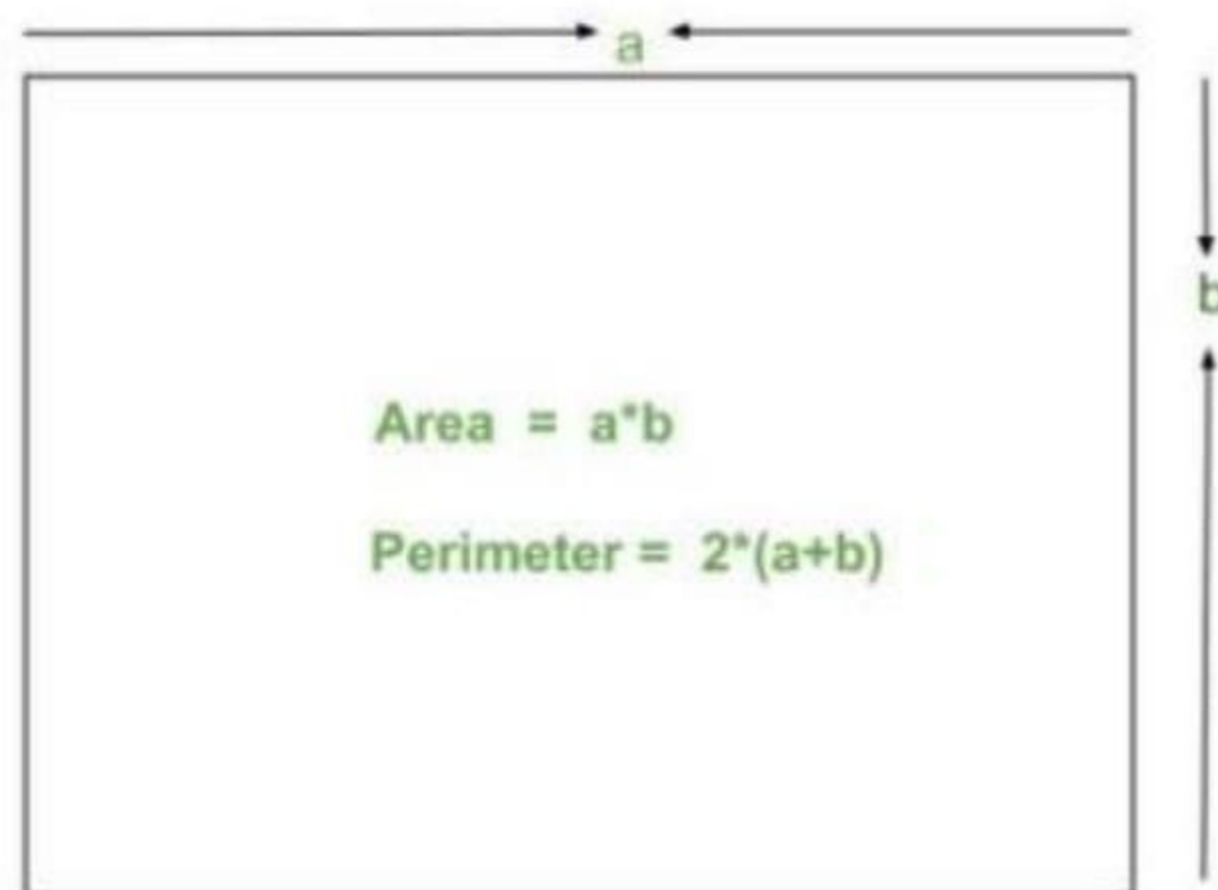 a
b
Area = a*b
Perimeter = 2*(a+b)